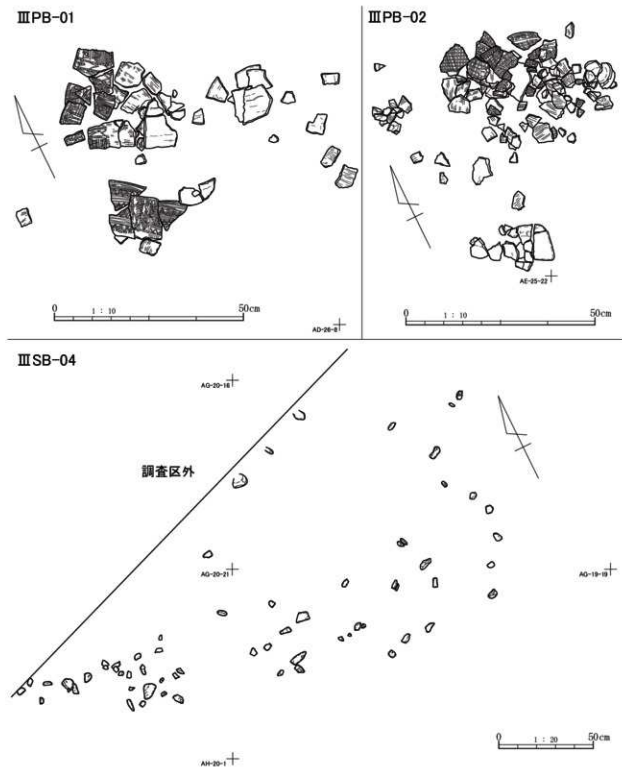 ⅢPB-01
0 1：10 50cm
AD-26-8
ⅢPB-02
AE-25-22
0 1：10 50cm
ⅢSB-04
AG-20-16
調査区外
AG-20-21
AG-19-19
0 1：20 50cm
AH-20-1